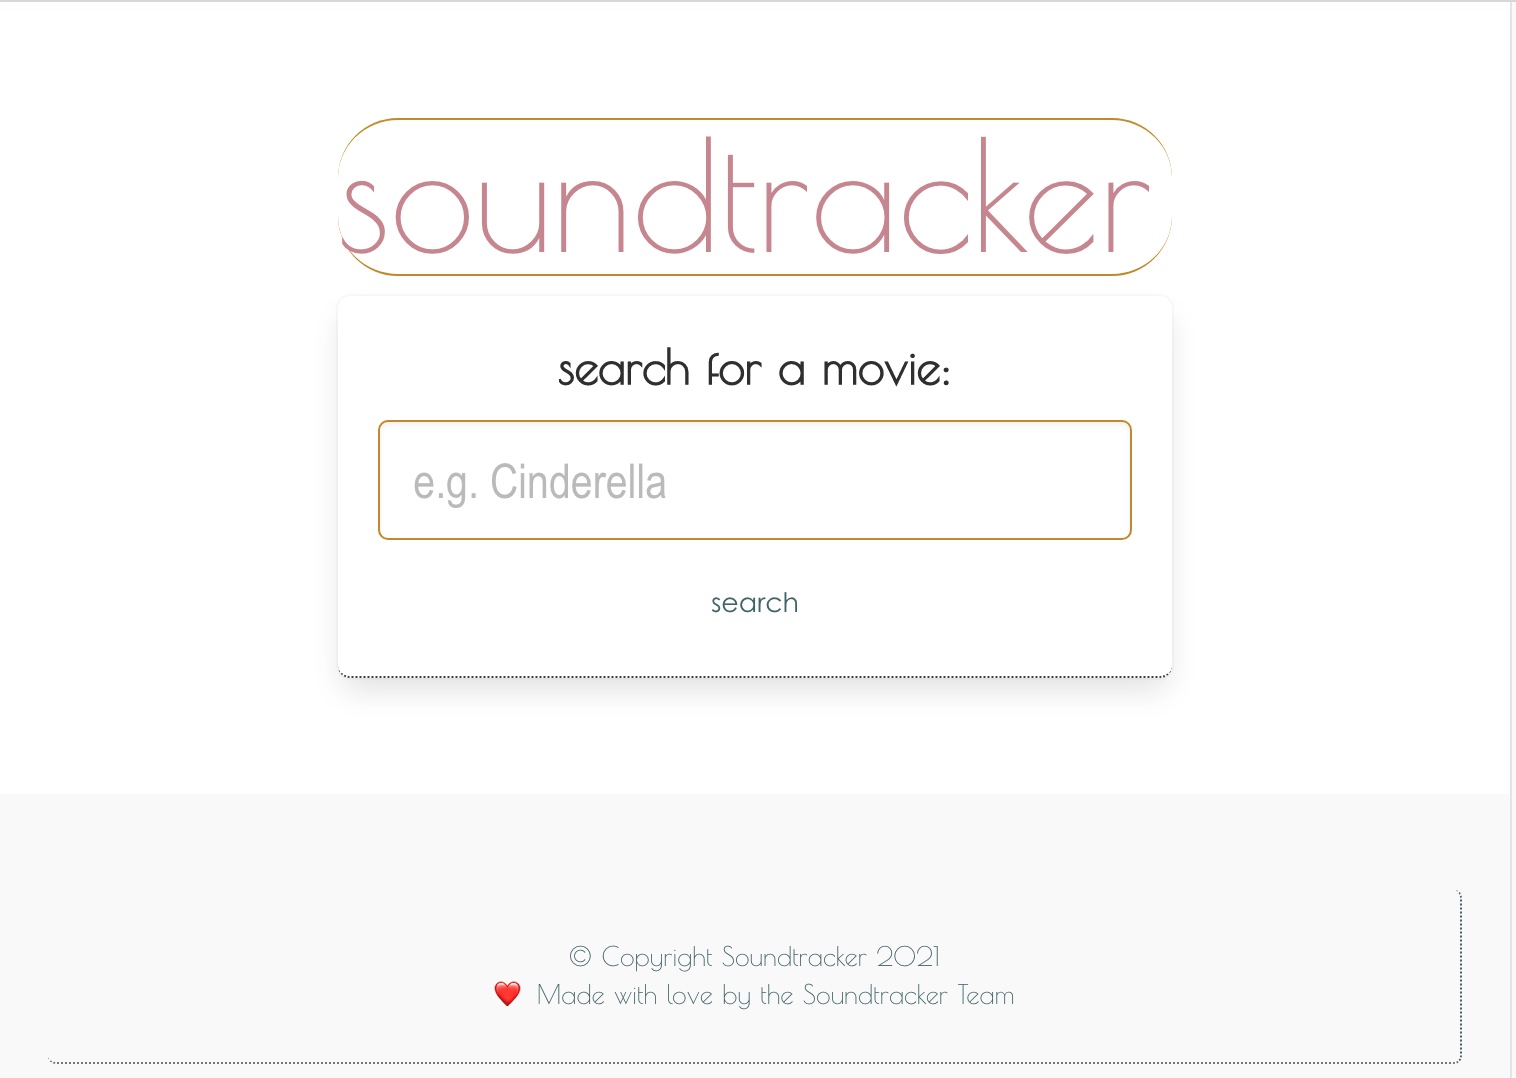 soundtracker
search for a movie:
e.g. Cinderella
search
© Copyright Soundtracker 2021
❤️ Made with love by the Soundtracker Team